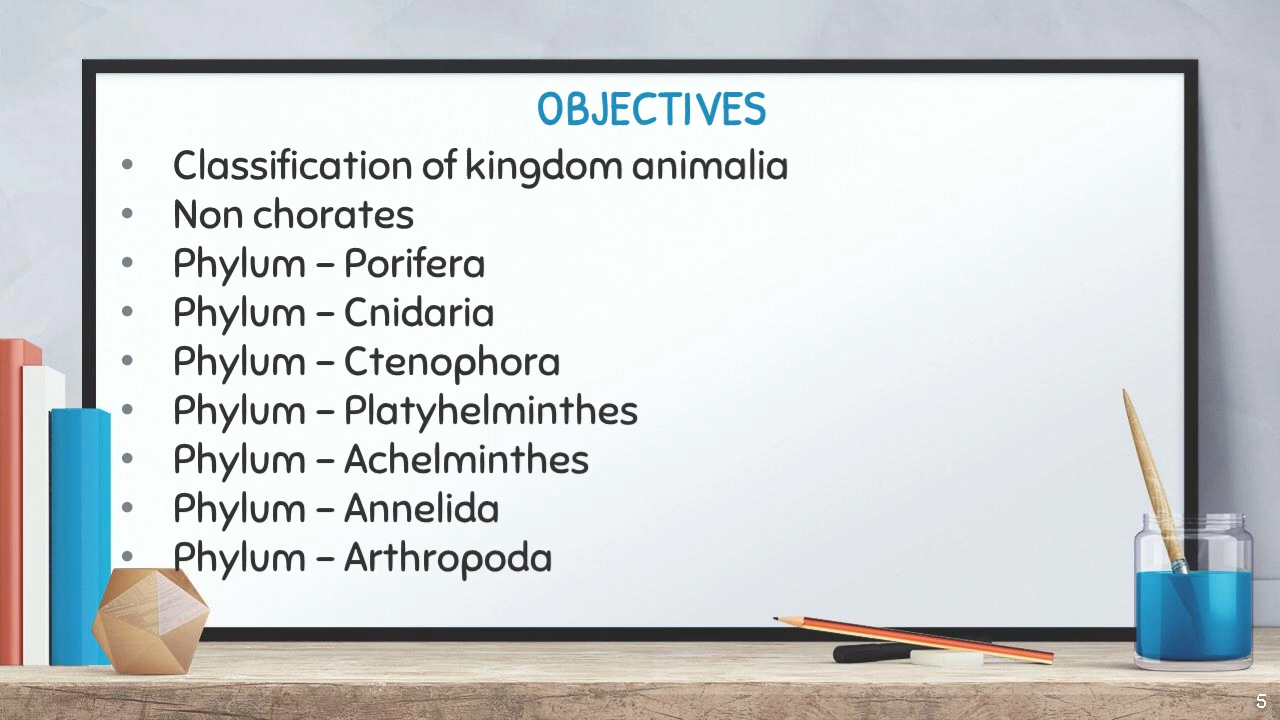 OBJECTIVES
• Classification of kingdom animalia
• Non chorates
• Phylum – Porifera
• Phylum – Cnidaria
• Phylum – Ctenophora
• Phylum – Platyhelminthes
• Phylum – Achelminthes
• Phylum – Annelida
• Phylum – Arthropoda
5